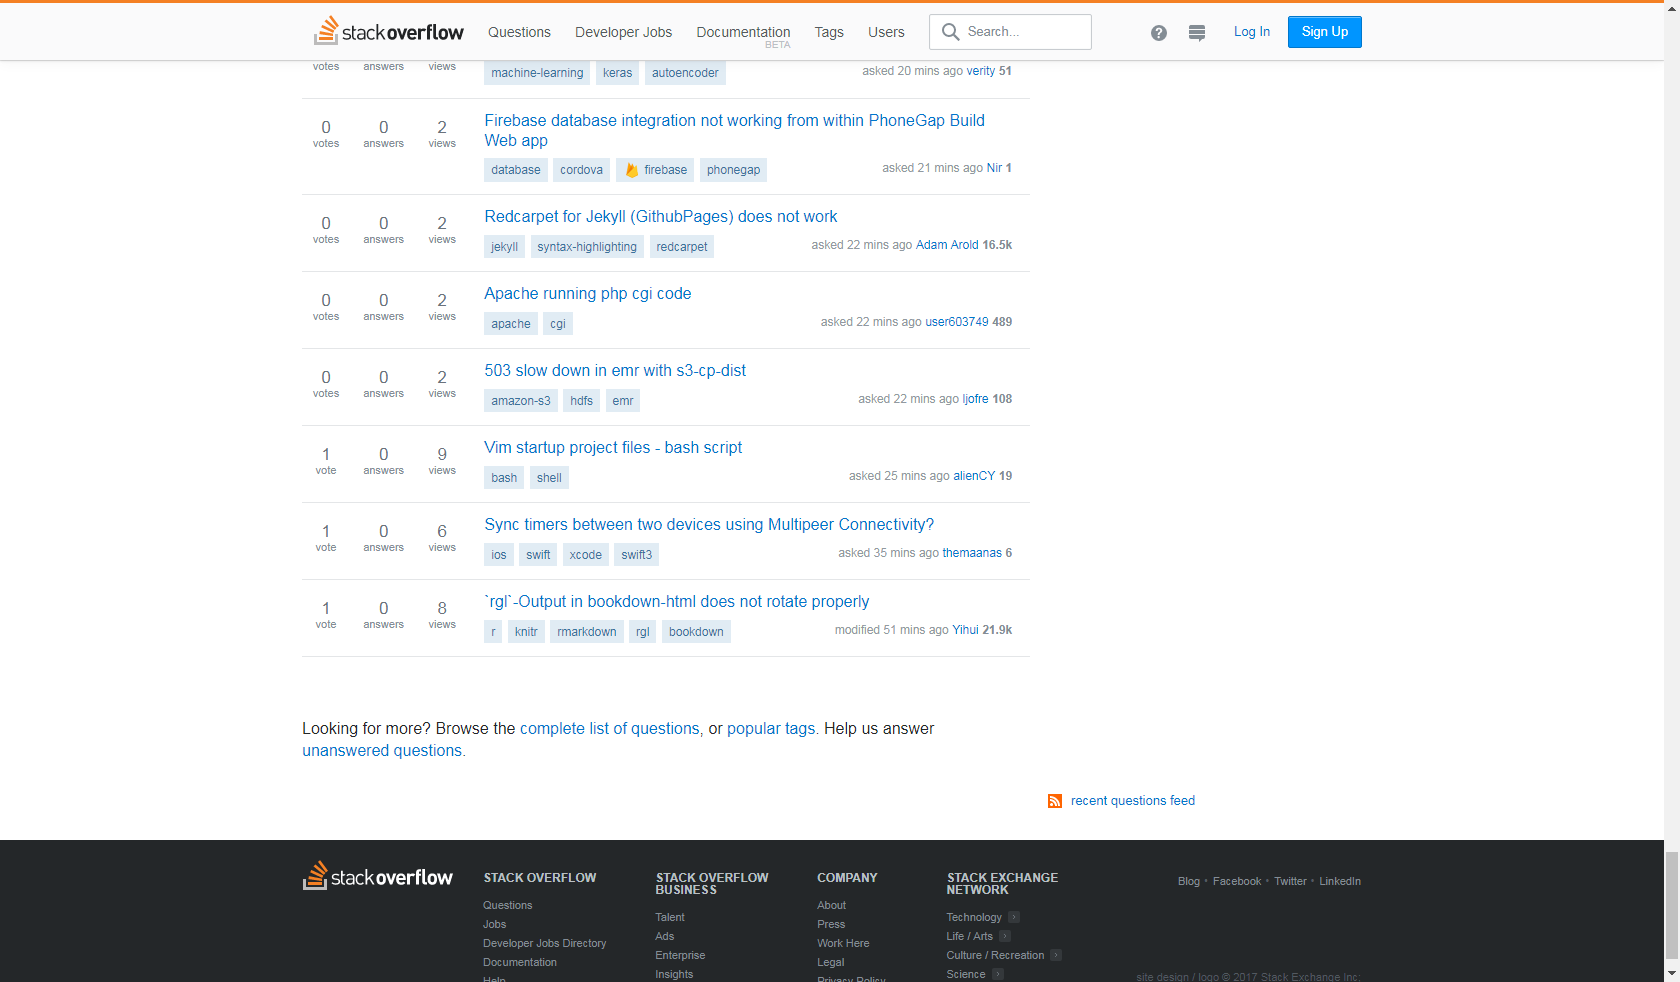 stackoverflow Questions Developer Jobs Documentation BETA Tags Users Search... Log In Sign Up
votes answers views
machine-learning keras autoencoder asked 20 mins ago verity 51
0 votes 0 answers 2 views
Firebase database integration not working from within PhoneGap Build
Web app
database cordova firebase phonegap asked 21 mins ago Nir 1
0 votes 0 answers 2 views
Redcarpet for Jekyll (GithubPages) does not work
jekyll syntax-highlighting redcarpet asked 22 mins ago Adam Arold 16.5k
0 votes 0 answers 2 views
Apache running php cgi code
apache cgi asked 22 mins ago user603749 489
0 votes 0 answers 2 views
503 slow down in emr with s3-cp-dist
amazon-s3 hdfs emr asked 22 mins ago ljofre 108
1 vote 0 answers 9 views
Vim startup project files - bash script
bash shell asked 25 mins ago alienCY 19
1 vote 0 answers 6 views
Sync timers between two devices using Multipeer Connectivity?
ios swift xcode swift3 asked 35 mins ago themaanas 6
1 vote 0 answers 8 views
`rgl`-Output in bookdown-html does not rotate properly
r knitr rmarkdown rgl bookdown modified 51 mins ago Yihui 21.9k
Looking for more? Browse the complete list of questions, or popular tags. Help us answer
unanswered questions.
recent questions feed
stackoverflow
STACK OVERFLOW
Questions
Jobs
Developer Jobs Directory
Documentation
Help
STACK OVERFLOW
BUSINESS
Talent
Ads
Enterprise
Insights
COMPANY
About
Press
Work Here
Legal
Privacy Policy
STACK EXCHANGE
NETWORK
Technology
Life / Arts
Culture / Recreation
Science
Blog • Facebook • Twitter • LinkedIn
site design / logo © 2017 Stack Exchange Inc;